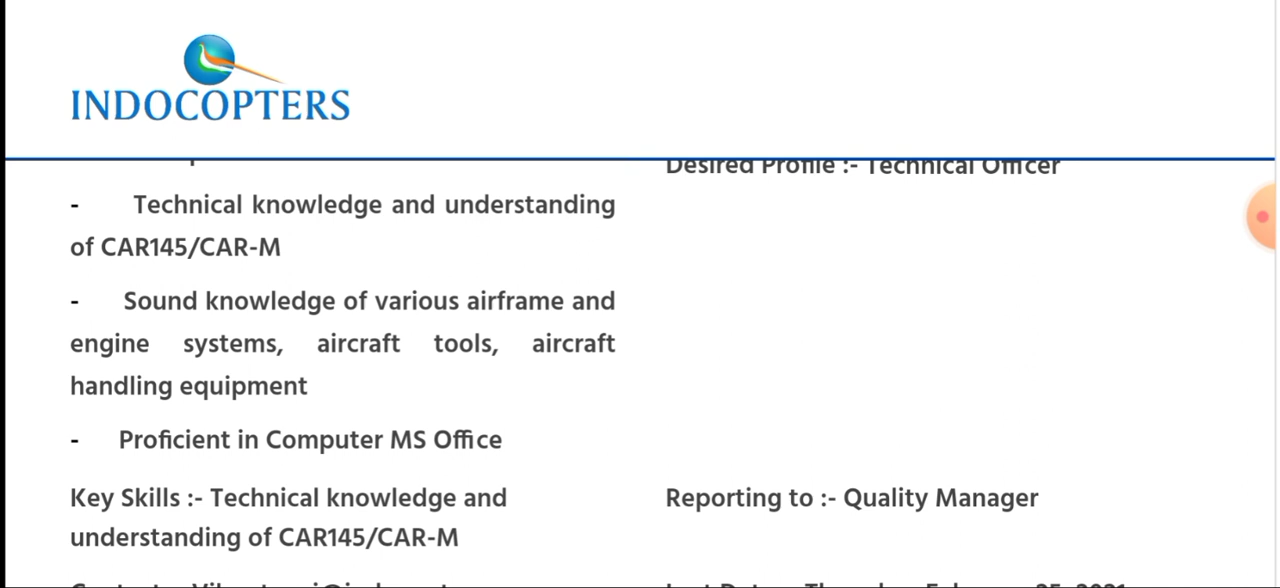 INDOCOPTERS
Desired Profile :- Technical Officer
- Technical knowledge and understanding
of CAR145/CAR-M
- Sound knowledge of various airframe and
engine systems, aircraft tools, aircraft
handling equipment
- Proficient in Computer MS Office
Key Skills :- Technical knowledge and
understanding of CAR145/CAR-M
Reporting to :- Quality Manager